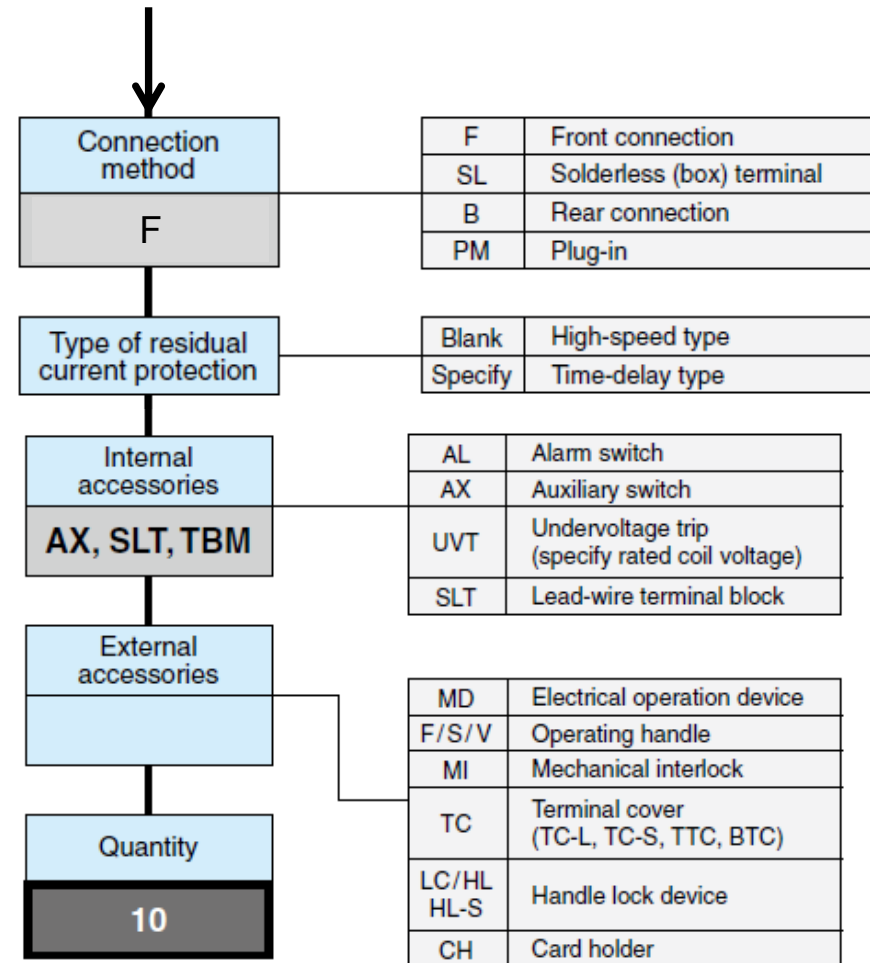 Connection
method
F
F Front connection
SL Solderless (box) terminal
B Rear connection
PM Plug-in
Type of residual
current protection
Blank High-speed type
Specify Time-delay type
Internal
accessories
AX, SLT, TBM
AL Alarm switch
AX Auxiliary switch
UVT Undervoltage trip
(specify rated coil voltage)
SLT Lead-wire terminal block
External
accessories
MD Electrical operation device
F/S/V Operating handle
MI Mechanical interlock
TC Terminal cover
(TC-L, TC-S, TTC, BTC)
LC/HL
HL-S Handle lock device
CH Card holder
Quantity
10